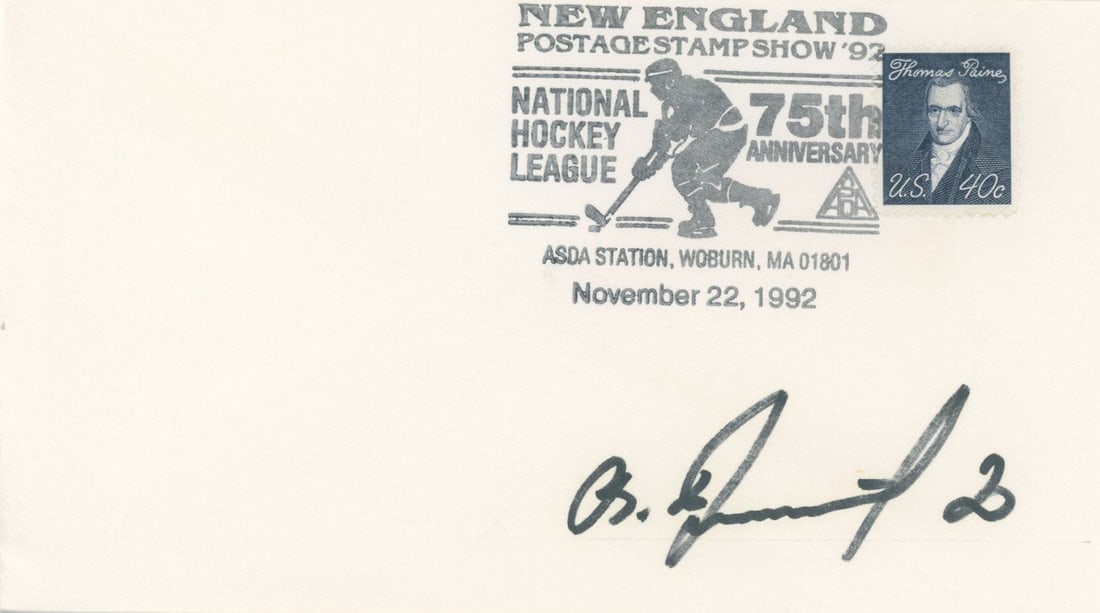 NEW ENGLAND
POSTAGE STAMP SHOW '92
NATIONAL
HOCKEY
LEAGUE
75th
ANNIVERSARY
ASDA
ASDA STATION, WOBURN, MA 01801
November 22, 1992
Thomas Paine
U.S. 40c
2